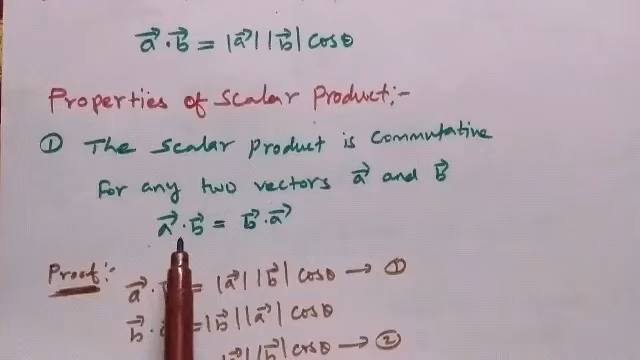 a⃗ · b⃗ = |a⃗| |b⃗| cosθ
Properties of Scalar Product:-
① The scalar product is commutative
For any two vectors a⃗ and b⃗
a⃗ · b⃗ = b⃗ · a⃗
Proof:- a⃗ · = |a⃗| |b⃗| cosθ → ①
b⃗ · = |b⃗| |a⃗| cosθ
|b⃗| cosθ → ②